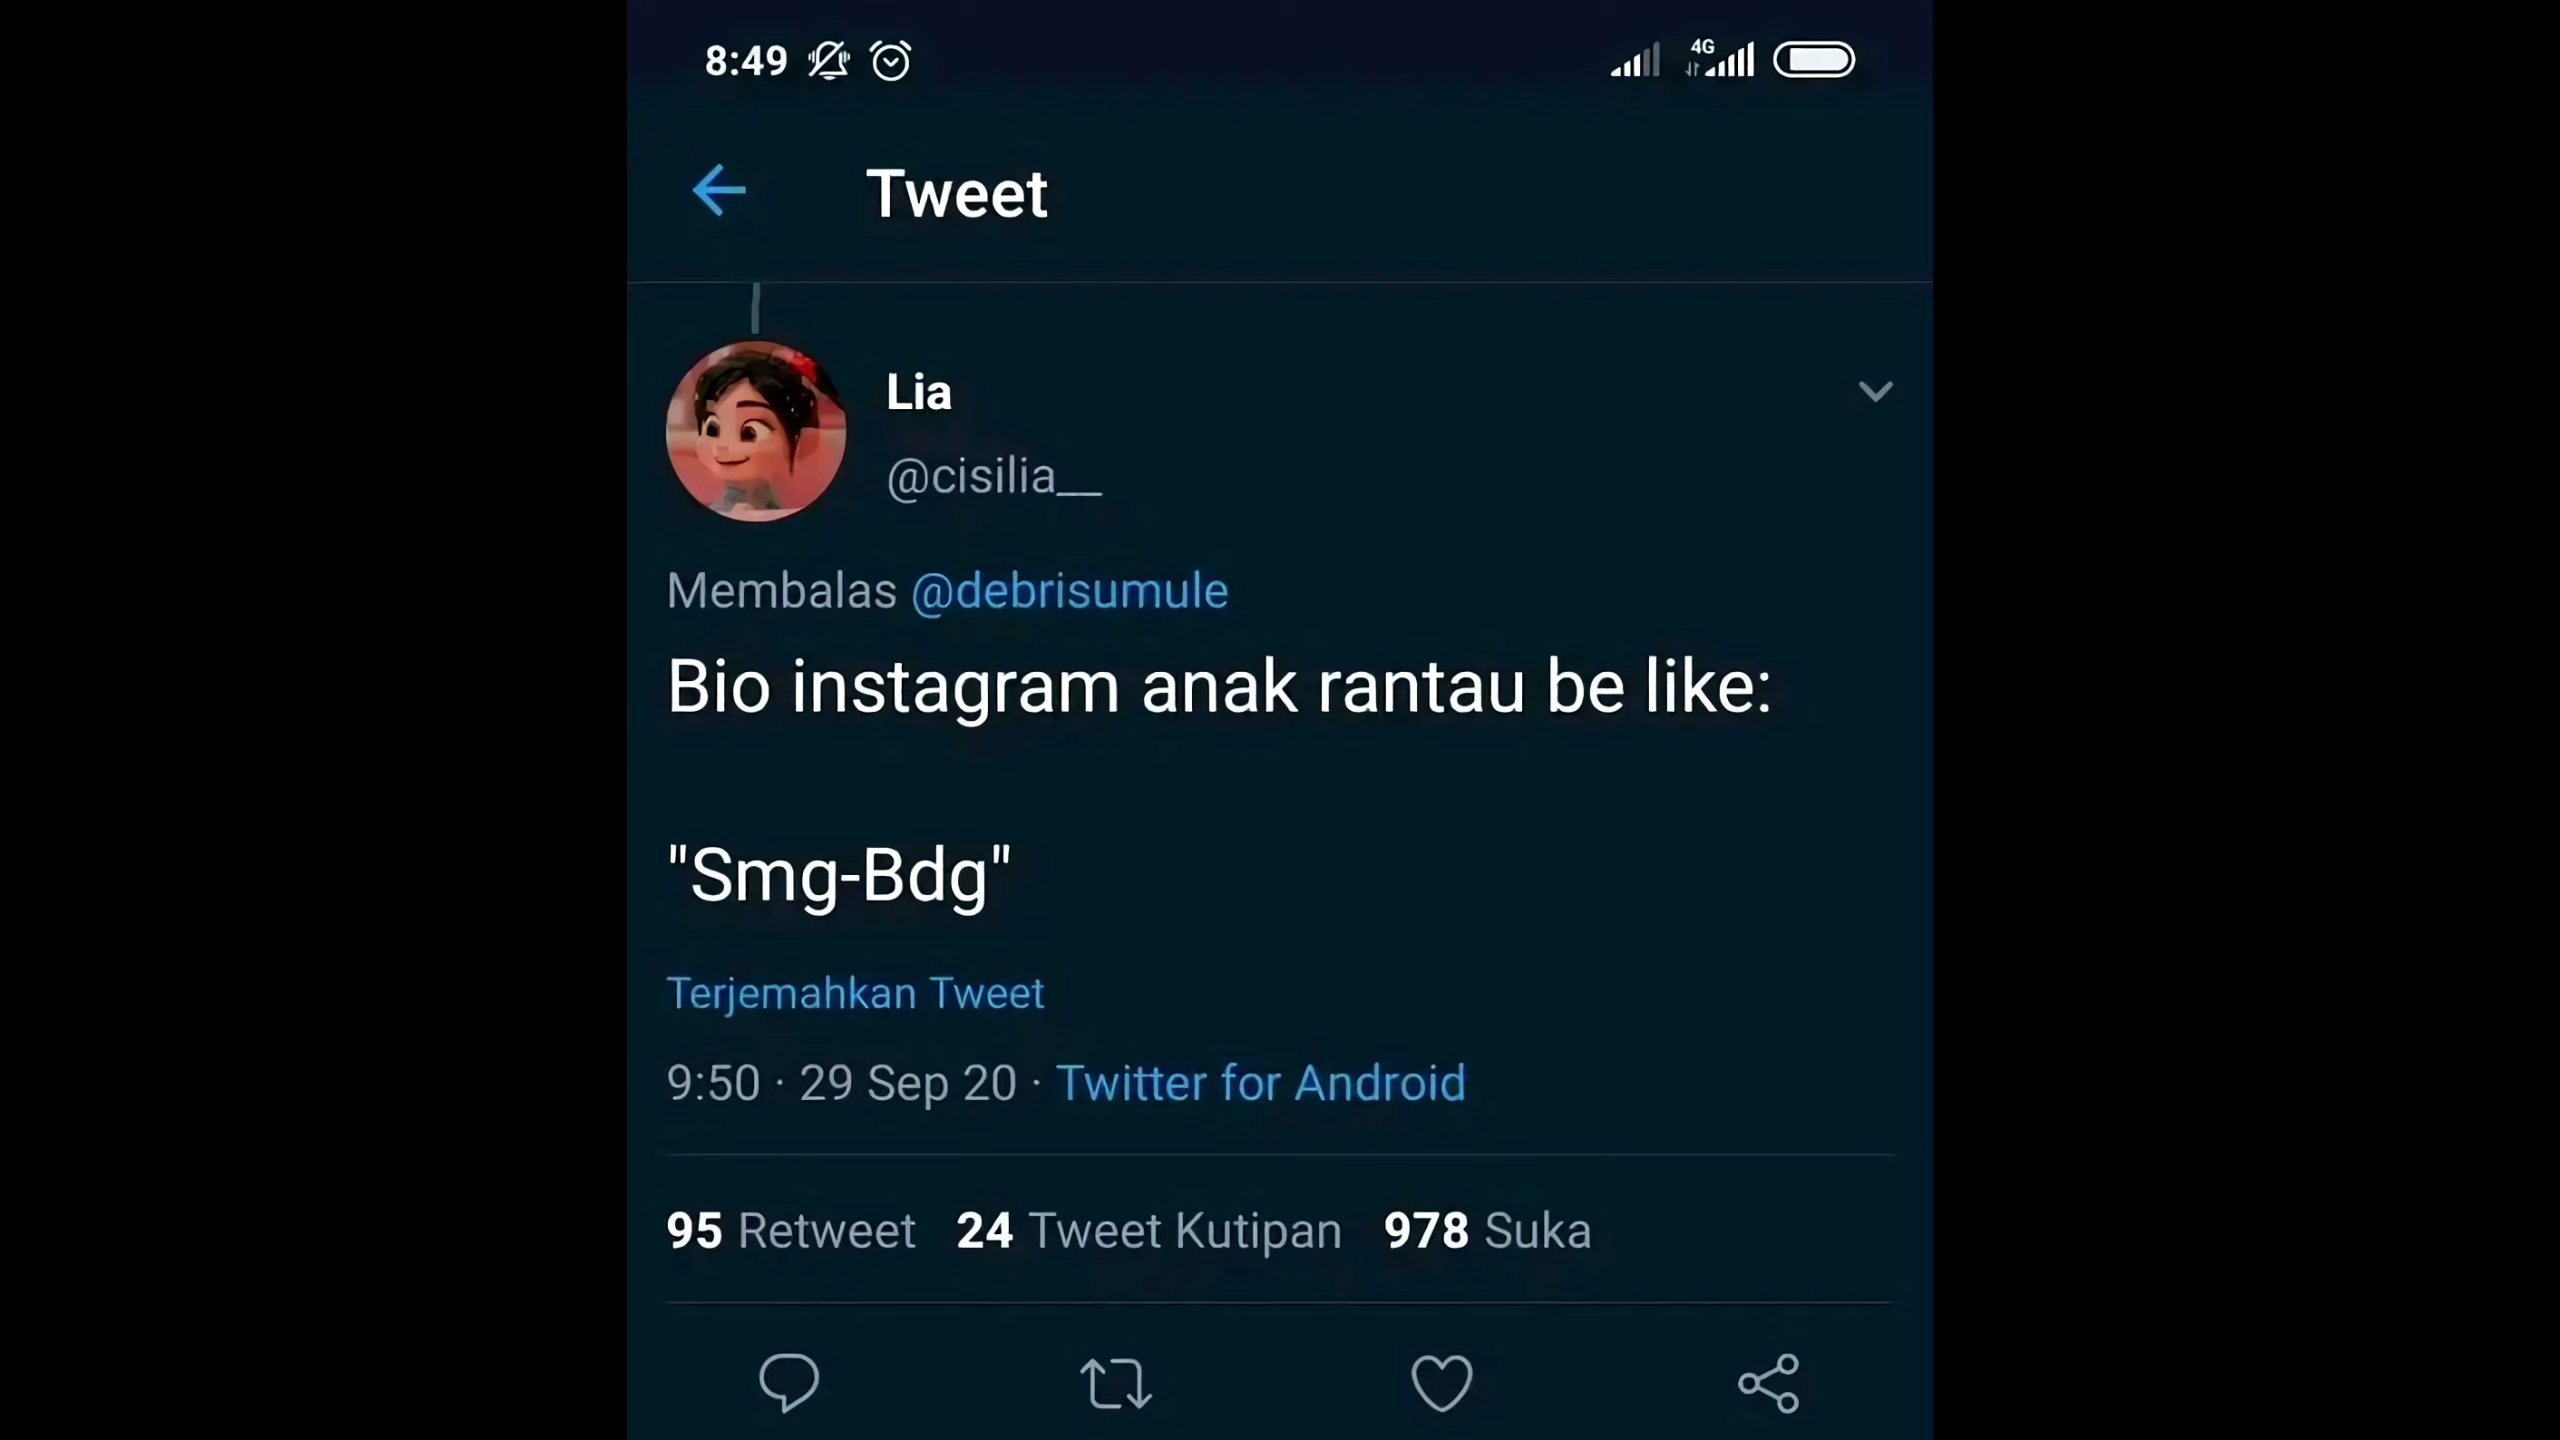 8:49
4G
Tweet
Lia
@cisilia__
Membalas @debrisumule
Bio instagram anak rantau be like:
"Smg-Bdg"
Terjemahkan Tweet
9:50 · 29 Sep 20 · Twitter for Android
95 Retweet 24 Tweet Kutipan 978 Suka